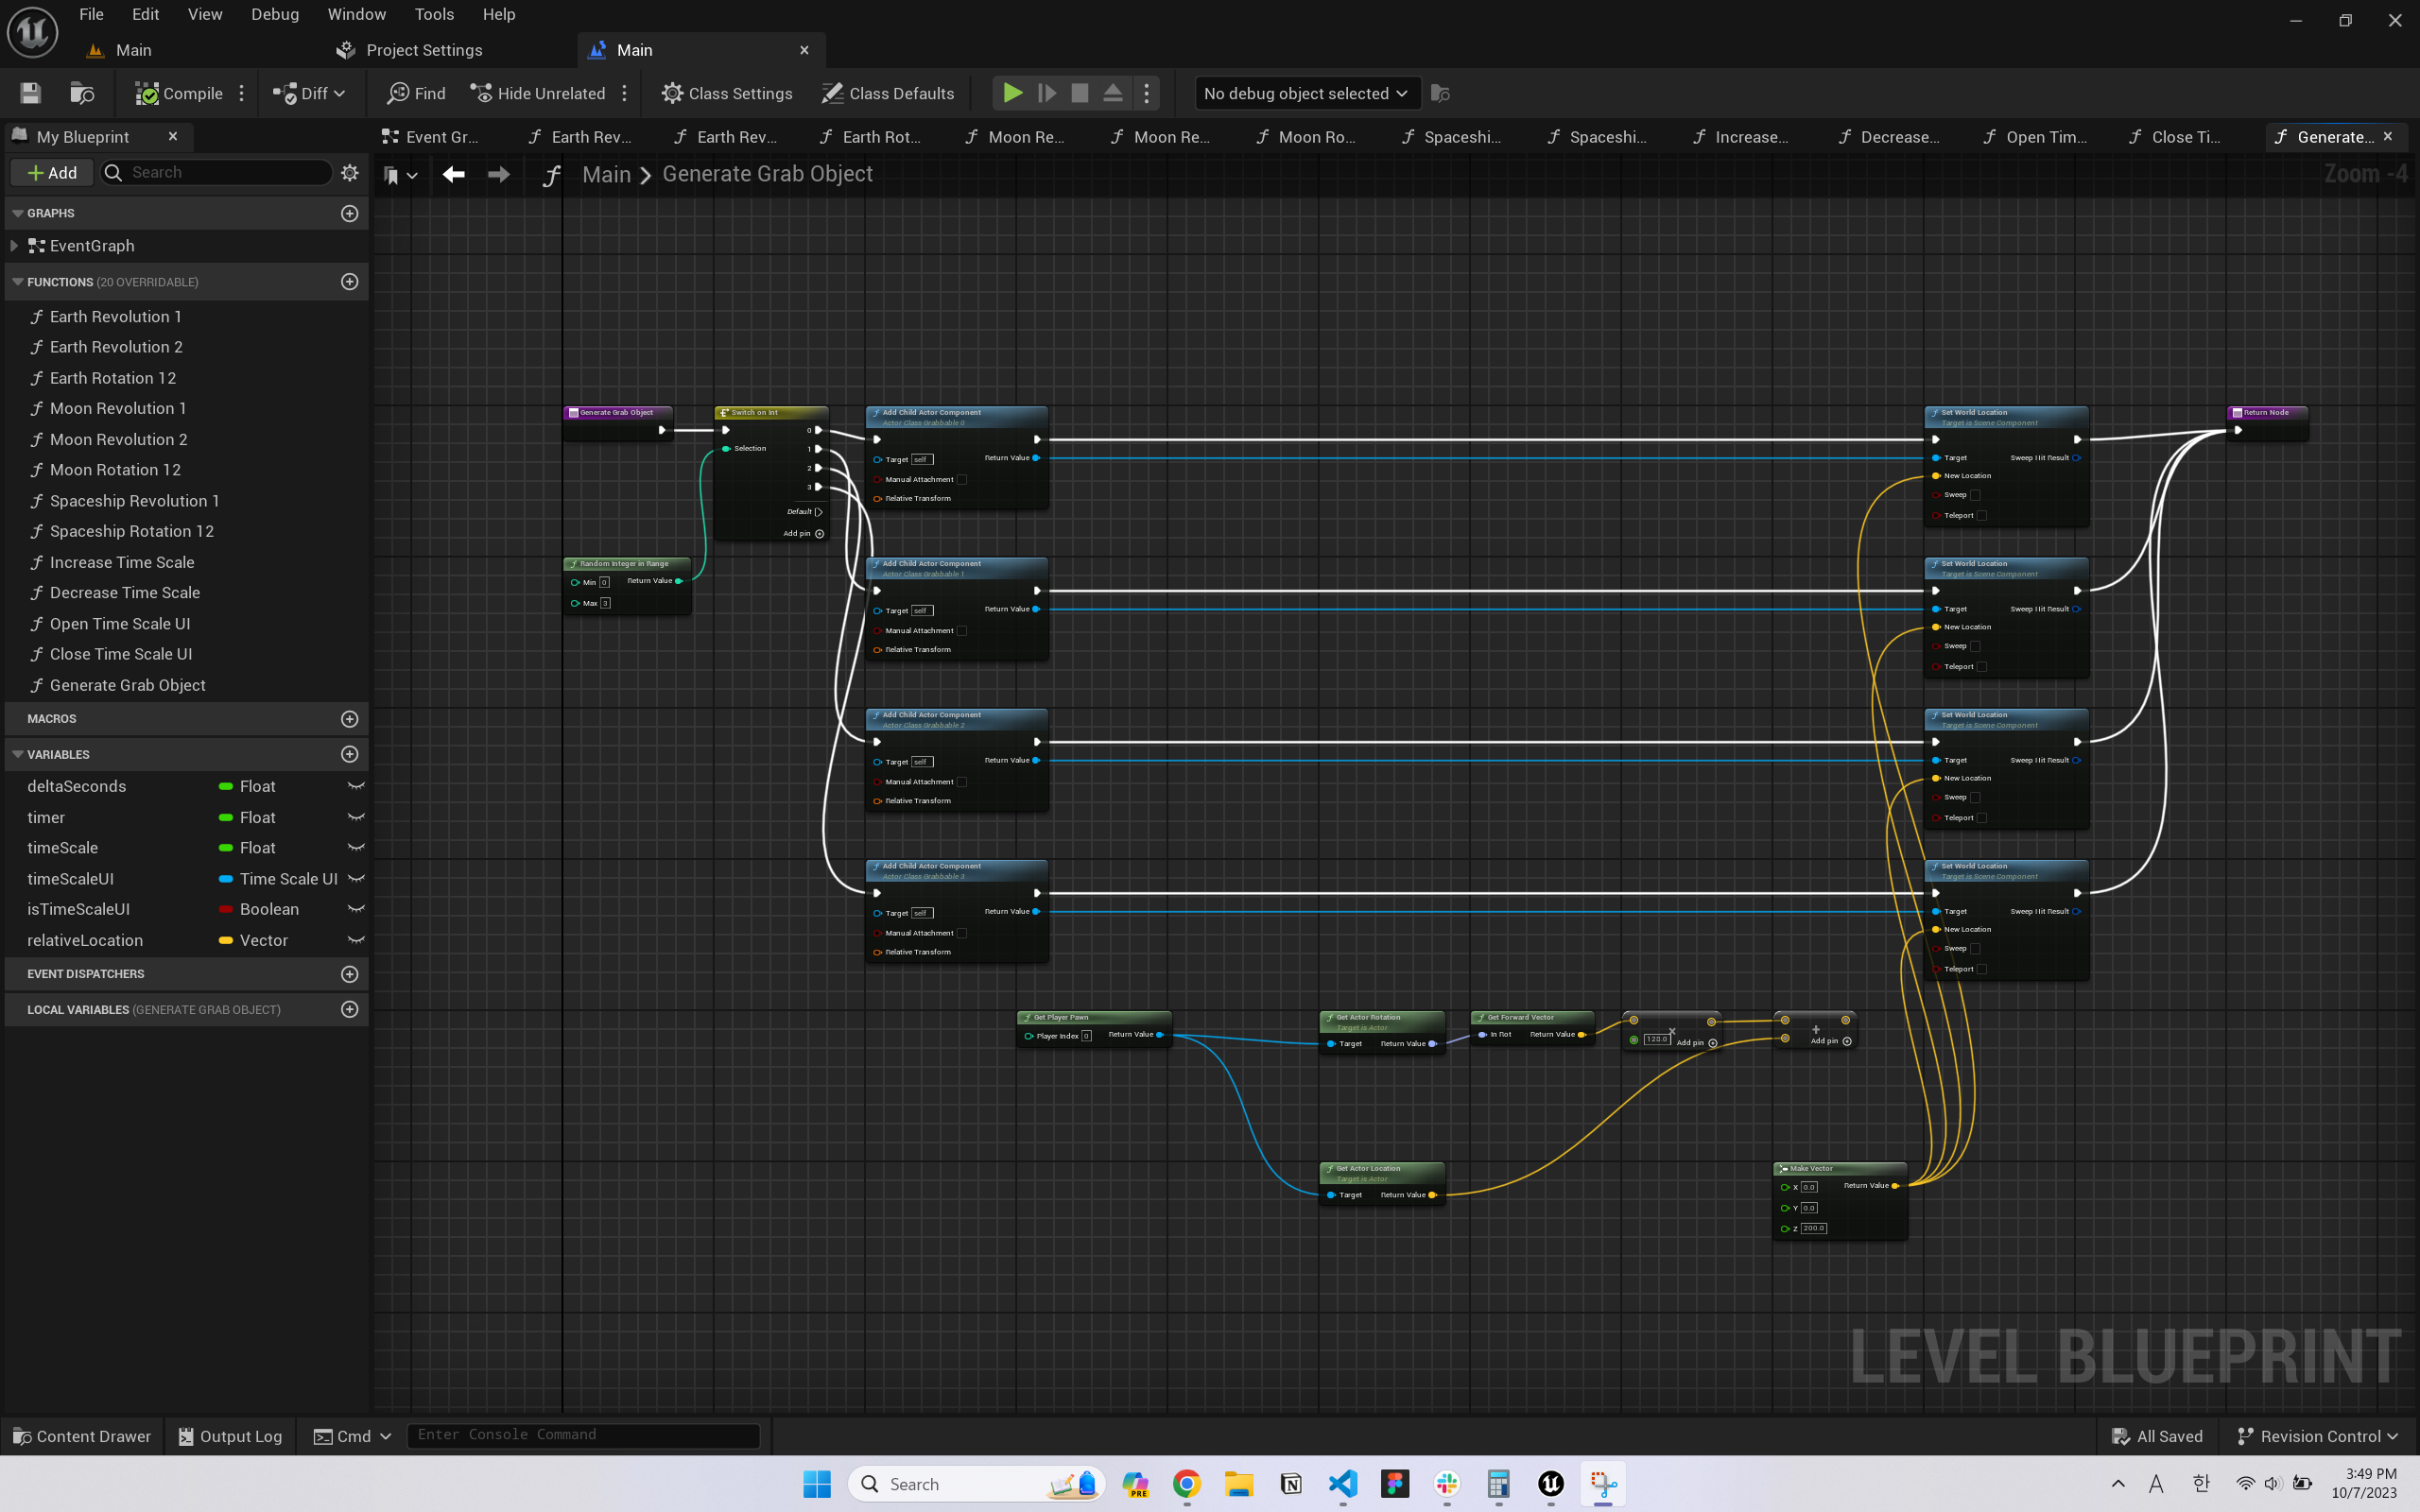 File Edit View Debug Window Tools Help
Main Project Settings Main
Compile Diff Find Hide Unrelated Class Settings Class Defaults No debug object selected
My Blueprint Event Gr... Earth Rev... Earth Rev... Earth Rot... Moon Re... Moon Re... Moon Ro... Spaceshi... Spaceshi... Increase... Decrease... Open Tim... Close Ti... Generate...
Add Search Main > Generate Grab Object Zoom -4
GRAPHS
EventGraph
FUNCTIONS (20 OVERRIDABLE)
Earth Revolution 1
Earth Revolution 2
Earth Rotation 12
Moon Revolution 1
Moon Revolution 2
Moon Rotation 12
Spaceship Revolution 1
Spaceship Rotation 12
Increase Time Scale
Decrease Time Scale
Open Time Scale UI
Close Time Scale UI
Generate Grab Object
MACROS
VARIABLES
deltaSeconds Float
timer Float
timeScale Float
timeScaleUI Time Scale UI
isTimeScaleUI Boolean
relativeLocation Vector
EVENT DISPATCHERS
LOCAL VARIABLES (GENERATE GRAB OBJECT)
Generate Grab Object
Switch on Int
0
Selection 1
2
3
Default
Add pin
Random Integer in Range
Min 0 Return Value
Max 3
Add Child Actor Component
Actor Class Grabbable 0
Target self Return Value
Manual Attachment
Relative Transform
Add Child Actor Component
Actor Class Grabbable 1
Target self Return Value
Manual Attachment
Relative Transform
Add Child Actor Component
Actor Class Grabbable 2
Target self Return Value
Manual Attachment
Relative Transform
Add Child Actor Component
Actor Class Grabbable 3
Target self Return Value
Manual Attachment
Relative Transform
Set World Location
Target is Scene Component
Target Sweep Hit Result
New Location
Sweep
Teleport
Set World Location
Target is Scene Component
Target Sweep Hit Result
New Location
Sweep
Teleport
Set World Location
Target is Scene Component
Target Sweep Hit Result
New Location
Sweep
Teleport
Set World Location
Target is Scene Component
Target Sweep Hit Result
New Location
Sweep
Teleport
Return Node
Get Player Pawn
Player Index 0 Return Value
Get Actor Rotation
Target is Actor
Target Return Value
Get Forward Vector
In Rot Return Value
120.0 × Add pin
+ Add pin
Get Actor Location
Target is Actor
Target Return Value
Make Vector
X 0.0 Return Value
Y 0.0
Z 200.0
LEVEL BLUEPRINT
Content Drawer Output Log Cmd Enter Console Command All Saved Revision Control
Search PRE A 한 3:49 PM
10/7/2023